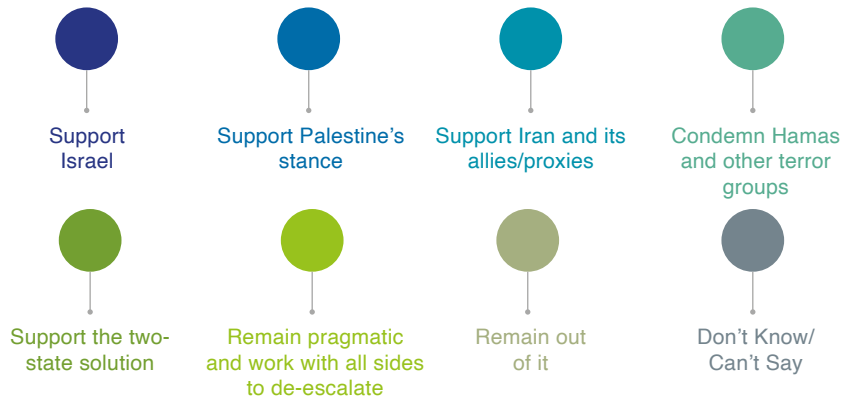 Support
Israel
Support Palestine’s
stance
Support Iran and its
allies/proxies
Condemn Hamas
and other terror
groups
Support the two-
state solution
Remain pragmatic
and work with all sides
to de-escalate
Remain out
of it
Don’t Know/
Can’t Say